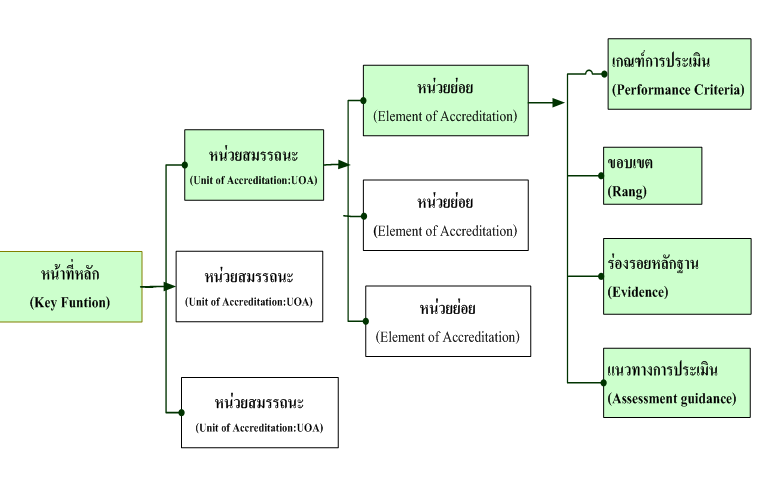 หน้าที่หลัก
(Key Funtion)
หน่วยสมรรถนะ
(Unit of Accreditation:UOA)
หน่วยสมรรถนะ
(Unit of Accreditation:UOA)
หน่วยสมรรถนะ
(Unit of Accreditation:UOA)
หน่วยย่อย
(Element of Accreditation)
หน่วยย่อย
(Element of Accreditation)
หน่วยย่อย
(Element of Accreditation)
เกณฑ์การประเมิน
(Performance Criteria)
ขอบเขต
(Rang)
ร่องรอยหลักฐาน
(Evidence)
แนวทางการประเมิน
(Assessment guidance)